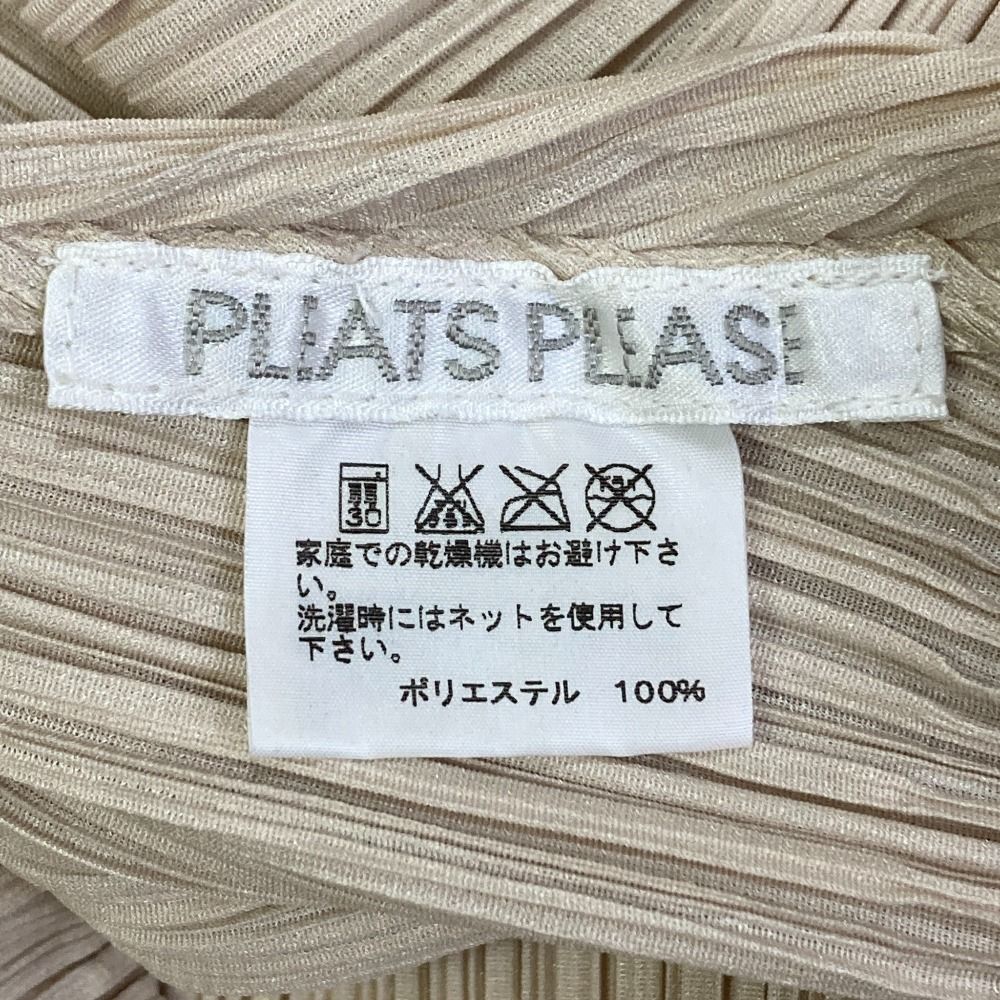 PLEATS PLEASE
弱
30
家庭での乾燥機はお避け下さ
い。
洗濯時にはネットを使用して
下さい。
ポリエステル 100%